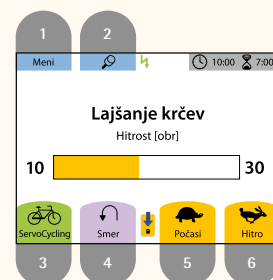 1 2
Meni 10:00 7:00
Lajšanje krčev
Hitrost [obr]
10 30
ServoCycling Smer Počasi Hitro
3 4 5 6